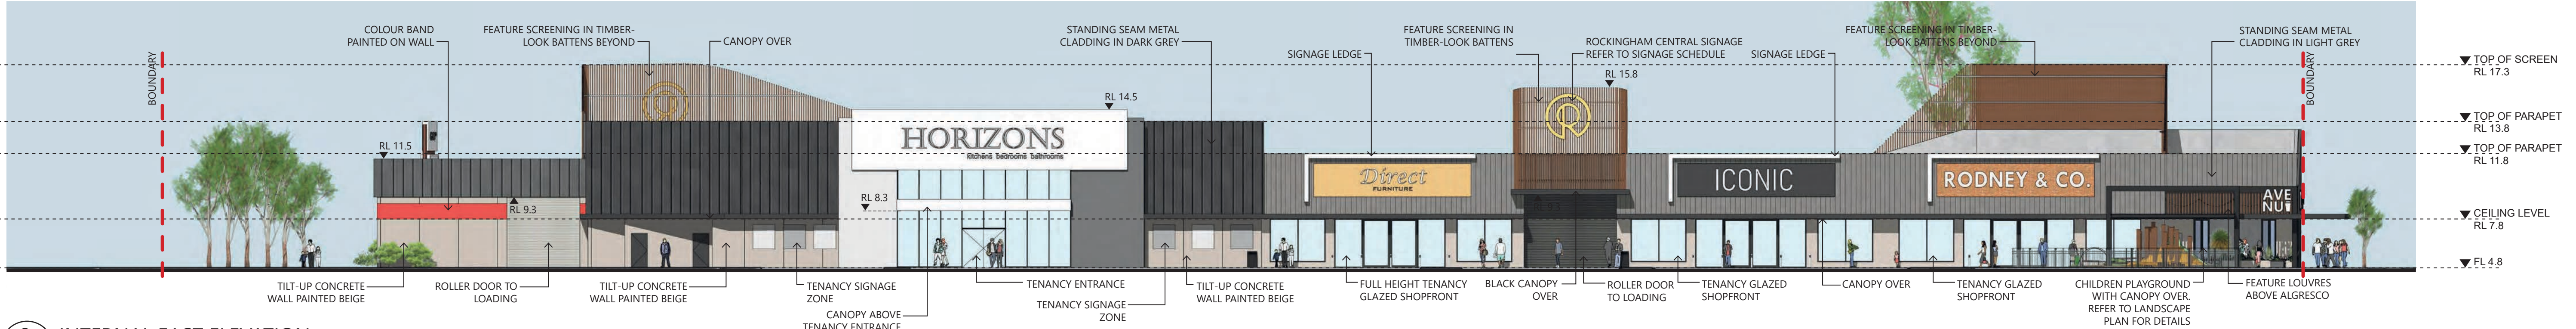 COLOUR BAND
PAINTED ON WALL
FEATURE SCREENING IN TIMBER-
LOOK BATTENS BEYOND
CANOPY OVER
STANDING SEAM METAL
CLADDING IN DARK GREY
SIGNAGE LEDGE
FEATURE SCREENING IN
TIMBER-LOOK BATTENS
ROCKINGHAM CENTRAL SIGNAGE
REFER TO SIGNAGE SCHEDULE
SIGNAGE LEDGE
FEATURE SCREENING IN TIMBER-
LOOK BATTENS BEYOND
STANDING SEAM METAL
CLADDING IN LIGHT GREY
BOUNDARY
BOUNDARY
TOP OF SCREEN
RL 17.3
TOP OF PARAPET
RL 13.8
TOP OF PARAPET
RL 11.8
CEILING LEVEL
RL 7.8
FL 4.8
RL 11.5
RL 9.3
RL 8.3
RL 14.5
RL 15.8
R
HORIZONS
kitchens bedrooms bathrooms
Direct
FURNITURE
R
ICONIC
RODNEY & CO.
AVE
NU
TILT-UP CONCRETE
WALL PAINTED BEIGE
ROLLER DOOR TO
LOADING
TILT-UP CONCRETE
WALL PAINTED BEIGE
TENANCY SIGNAGE
ZONE
CANOPY ABOVE
TENANCY ENTRANCE
TENANCY ENTRANCE
TENANCY SIGNAGE
ZONE
TILT-UP CONCRETE
WALL PAINTED BEIGE
FULL HEIGHT TENANCY
GLAZED SHOPFRONT
BLACK CANOPY
OVER
ROLLER DOOR
TO LOADING
TENANCY GLAZED
SHOPFRONT
CANOPY OVER
TENANCY GLAZED
SHOPFRONT
CHILDREN PLAYGROUND
WITH CANOPY OVER.
REFER TO LANDSCAPE
PLAN FOR DETAILS
FEATURE LOUVRES
ABOVE ALGRESCO
INTERNAL EAST ELEVATION